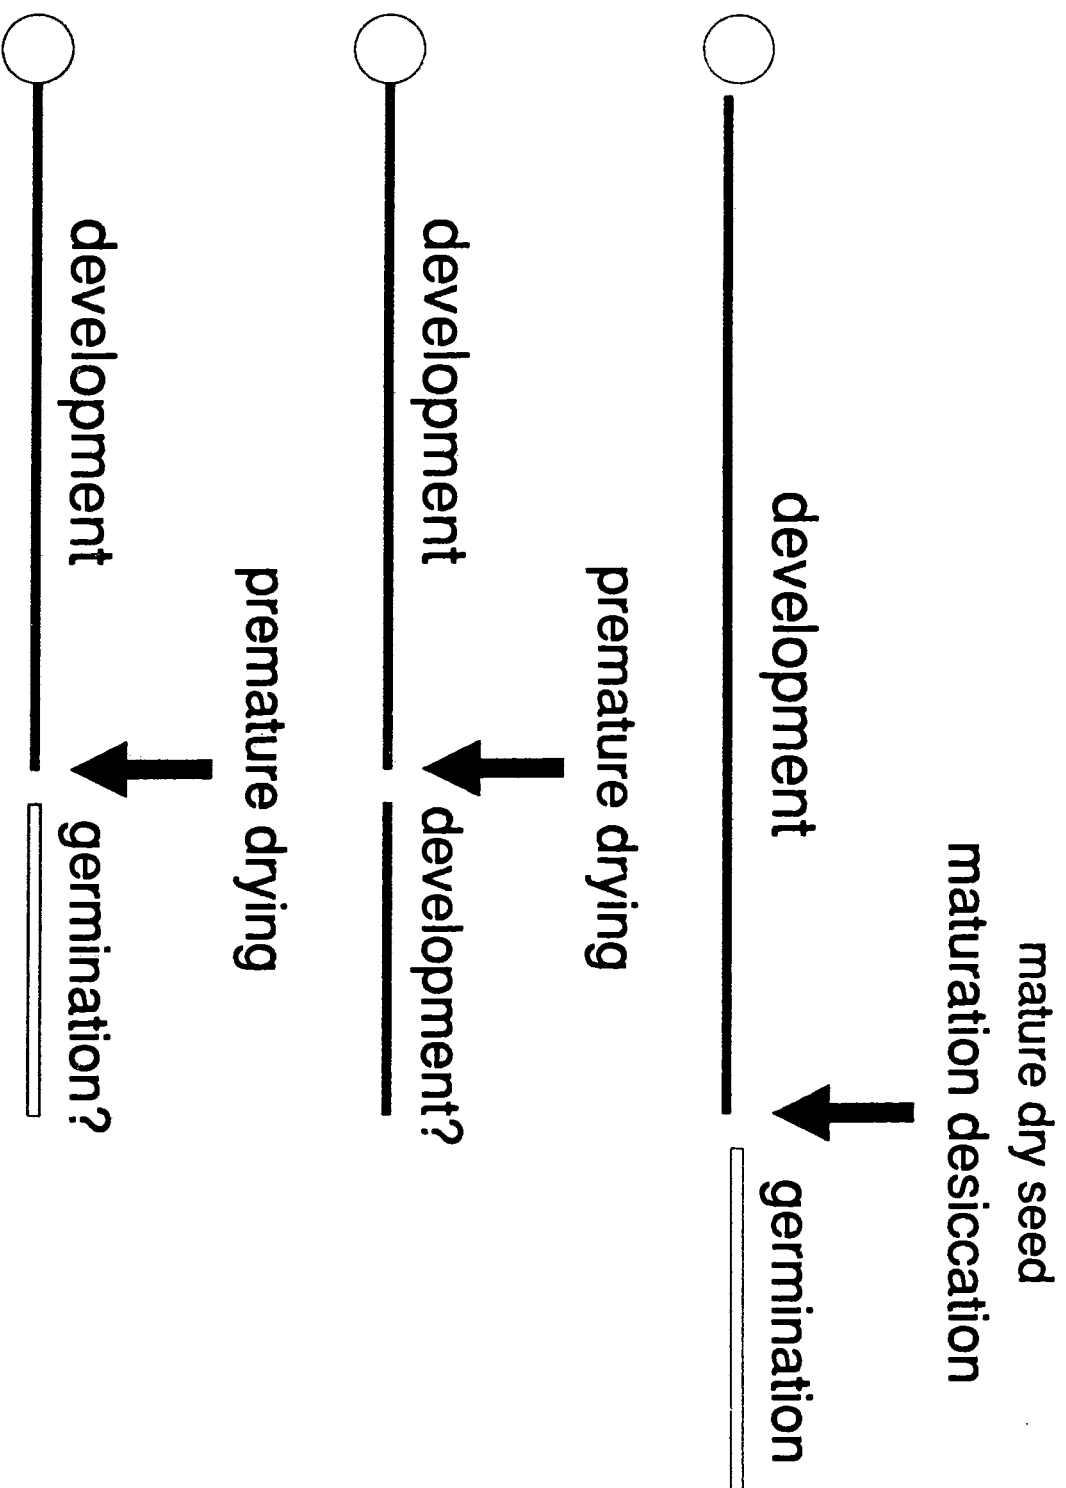 mature dry seed
maturation desiccation
development
germination
premature drying
development
development?
premature drying
development
germination?